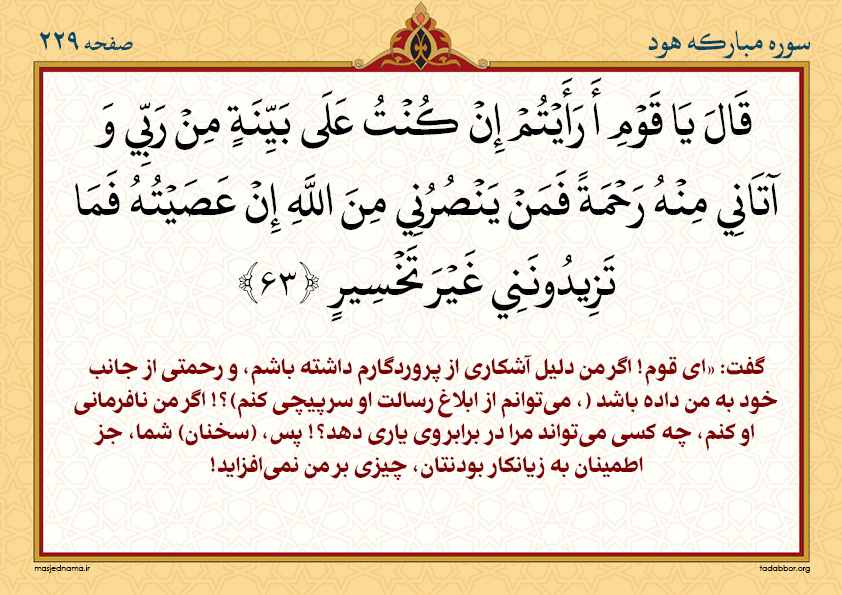 سوره مبارکه هود
صفحه ۲۲۹
قَالَ يَا قَوْمِ أَ رَأَيْتُمْ إِنْ كُنْتُ عَلَى بَيِّنَةٍ مِنْ رَبِّي وَ
آتَانِي مِنْهُ رَحْمَةً فَمَنْ يَنْصُرُنِي مِنَ اللَّهِ إِنْ عَصَيْتُهُ فَمَا
تَزِيدُونَنِي غَيْرَ تَخْسِيرٍ ﴿۶۳﴾
گفت: «ای قوم! اگر من دلیل آشکاری از پروردگارم داشته باشم، و رحمتی از جانب
خود به من داده باشد (، می‌توانم از ابلاغ رسالت او سرپیچی کنم)؟! اگر من نافرمانی
او کنم، چه کسی می‌تواند مرا در برابر وی یاری دهد؟! پس، (سخنان) شما، جز
اطمینان به زیانکار بودنتان، چیزی بر من نمی‌افزاید!
masjednama.ir
tadabbor.org